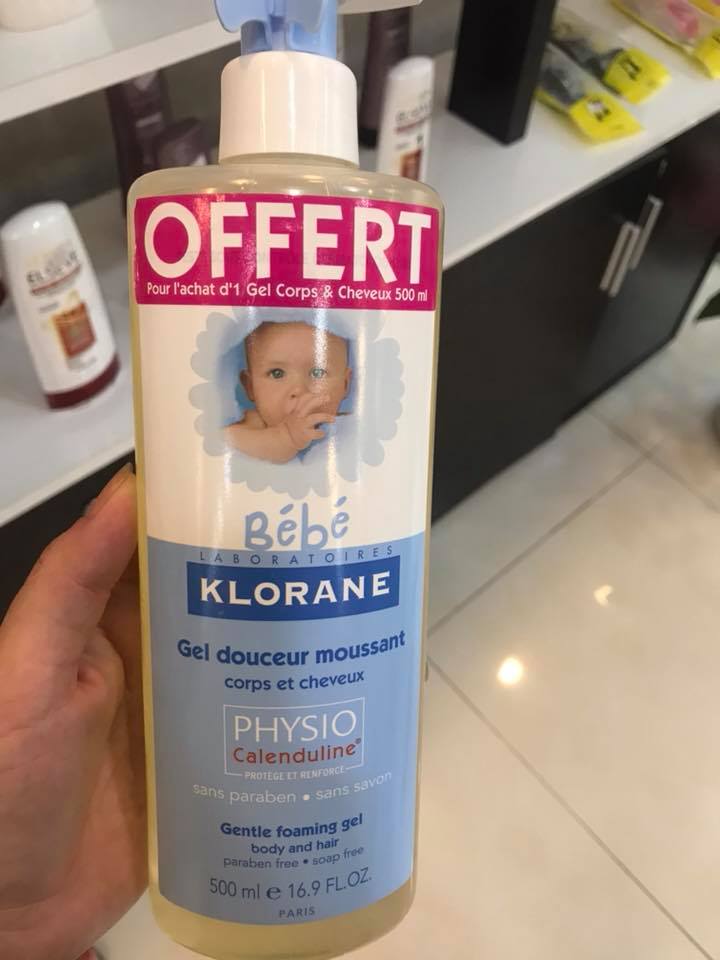 OFFERT
Pour l'achat d'1 Gel Corps & Cheveux 500 ml
Bébé
LABORATOIRES
KLORANE
Gel douceur moussant
corps et cheveux
PHYSIO
Calenduline®
PROTÈGE ET RENFORCE
sans paraben • sans savon
Gentle foaming gel
body and hair
paraben free • soap free
500 ml e 16.9 FL.OZ.
PARIS
ELSEVE